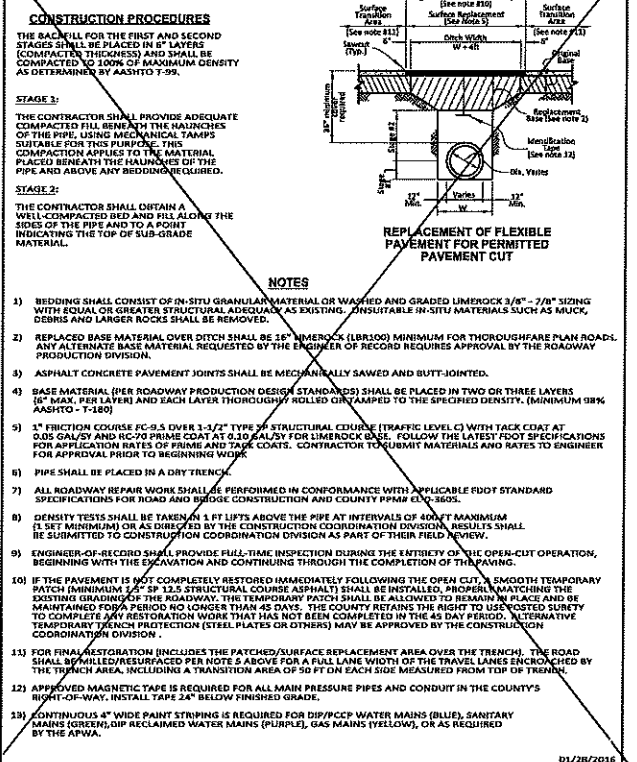 CONSTRUCTION PROCEDURES
THE BACKFILL FOR THE FIRST AND SECOND
STAGES SHALL BE PLACED IN 6" LAYERS
(COMPACTED THICKNESS) AND SHALL BE
COMPACTED TO 100% OF MAXIMUM DENSITY
AS DETERMINED BY AASHTO T-99.
STAGE 1:
THE CONTRACTOR SHALL PROVIDE ADEQUATE
COMPACTED FILL BENEATH THE HAUNCHES
OF THE PIPE, USING MECHANICAL TAMPS
SUITABLE FOR THIS PURPOSE. THIS
COMPACTION APPLIES TO THE MATERIAL
PLACED BENEATH THE HAUNCHES OF THE
PIPE AND ABOVE ANY BEDDING REQUIRED.
STAGE 2:
THE CONTRACTOR SHALL OBTAIN A
WELL-COMPACTED BED AND FILL ALONG THE
SIDES OF THE PIPE AND TO A POINT
INDICATING THE TOP OF SUB-GRADE
MATERIAL.
(See note #10)
Surface
Transition
Area
(See note #11)
Surface Replacement
(See Note 5)
Surface
Transition
Area
(See note #11)
6"
Ditch Width
W + 4ft
6"
Sawcut
(Typ.)
Original
Base
36" minimum
cover
required
Replacement
Base (See note 2)
Identification
Tape
(See note 12)
Stage #2
Stage #1
Dia. Varies
12"
Min.
Varies
W
12"
Min.
REPLACEMENT OF FLEXIBLE
PAVEMENT FOR PERMITTED
PAVEMENT CUT
NOTES
1) BEDDING SHALL CONSIST OF IN-SITU GRANULAR MATERIAL OR WASHED AND GRADED LIMEROCK 3/8" - 7/8" SIZING
WITH EQUAL OR GREATER STRUCTURAL ADEQUACY AS EXISTING. UNSUITABLE IN-SITU MATERIALS SUCH AS MUCK,
DEBRIS AND LARGER ROCKS SHALL BE REMOVED.
2) REPLACED BASE MATERIAL OVER DITCH SHALL BE 16" LIMEROCK (LBR100) MINIMUM FOR THOROUGHFARE PLAN ROADS.
ANY ALTERNATE BASE MATERIAL REQUESTED BY THE ENGINEER OF RECORD REQUIRES APPROVAL BY THE ROADWAY
PRODUCTION DIVISION.
3) ASPHALT CONCRETE PAVEMENT JOINTS SHALL BE MECHANICALLY SAWED AND BUTT-JOINTED.
4) BASE MATERIAL (PER ROADWAY PRODUCTION DESIGN STANDARDS) SHALL BE PLACED IN TWO OR THREE LAYERS
(6" MAX. PER LAYER) AND EACH LAYER THOROUGHLY ROLLED OR TAMPED TO THE SPECIFIED DENSITY. (MINIMUM 98%
AASHTO - T-180)
5) 1" FRICTION COURSE FC-9.5 OVER 1-1/2" TYPE SP STRUCTURAL COURSE (TRAFFIC LEVEL C) WITH TACK COAT AT
0.05 GAL/SY AND RC-70 PRIME COAT AT 0.10 GAL/SY FOR LIMEROCK BASE. FOLLOW THE LATEST FDOT SPECIFICATIONS
FOR APPLICATION RATES OF PRIME AND TACK COATS. CONTRACTOR TO SUBMIT MATERIALS AND RATES TO ENGINEER
FOR APPROVAL PRIOR TO BEGINNING WORK
6) PIPE SHALL BE PLACED IN A DRY TRENCH.
7) ALL ROADWAY REPAIR WORK SHALL BE PERFORMED IN CONFORMANCE WITH APPLICABLE FDOT STANDARD
SPECIFICATIONS FOR ROAD AND BRIDGE CONSTRUCTION AND COUNTY PPM# EL-O-3605.
8) DENSITY TESTS SHALL BE TAKEN IN 1 FT LIFTS ABOVE THE PIPE AT INTERVALS OF 400 FT MAXIMUM
(1 SET MINIMUM) OR AS DIRECTED BY THE CONSTRUCTION COORDINATION DIVISION. RESULTS SHALL
BE SUBMITTED TO CONSTRUCTION COORDINATION DIVISION AS PART OF THEIR FIELD REVIEW.
9) ENGINEER-OF-RECORD SHALL PROVIDE FULL-TIME INSPECTION DURING THE ENTIRETY OF THE OPEN-CUT OPERATION,
BEGINNING WITH THE EXCAVATION AND CONTINUING THROUGH THE COMPLETION OF THE PAVING.
10) IF THE PAVEMENT IS NOT COMPLETELY RESTORED IMMEDIATELY FOLLOWING THE OPEN CUT, A SMOOTH TEMPORARY
PATCH (MINIMUM 1.5" SP 12.5 STRUCTURAL COURSE ASPHALT) SHALL BE INSTALLED, PROPERLY MATCHING THE
EXISTING GRADING OF THE ROADWAY. THE TEMPORARY PATCH SHALL BE ALLOWED TO REMAIN IN PLACE AND BE
MAINTAINED FOR A PERIOD NO LONGER THAN 45 DAYS. THE COUNTY RETAINS THE RIGHT TO USE POSTED SURETY
TO COMPLETE ANY RESTORATION WORK THAT HAS NOT BEEN COMPLETED IN THE 45 DAY PERIOD. ALTERNATIVE
TEMPORARY TRENCH PROTECTION (STEEL PLATES OR OTHERS) MAY BE APPROVED BY THE CONSTRUCTION
COORDINATION DIVISION .
11) FOR FINAL RESTORATION (INCLUDES THE PATCHED/SURFACE REPLACEMENT AREA OVER THE TRENCH). THE ROAD
SHALL BE MILLED/RESURFACED PER NOTE 5 ABOVE FOR A FULL LANE WIDTH OF THE TRAVEL LANES ENCROACHED BY
THE TRENCH AREA, INCLUDING A TRANSITION AREA OF 50 FT ON EACH SIDE MEASURED FROM TOP OF TRENCH.
12) APPROVED MAGNETIC TAPE IS REQUIRED FOR ALL MAIN PRESSURE PIPES AND CONDUIT IN THE COUNTY'S
RIGHT-OF-WAY. INSTALL TAPE 24" BELOW FINISHED GRADE.
13) CONTINUOUS 4" WIDE PAINT STRIPING IS REQUIRED FOR DIP/PCCP WATER MAINS (BLUE), SANITARY
MAINS (GREEN),DIP RECLAIMED WATER MAINS (PURPLE), GAS MAINS (YELLOW), OR AS REQUIRED
BY THE APWA.
01/28/2016